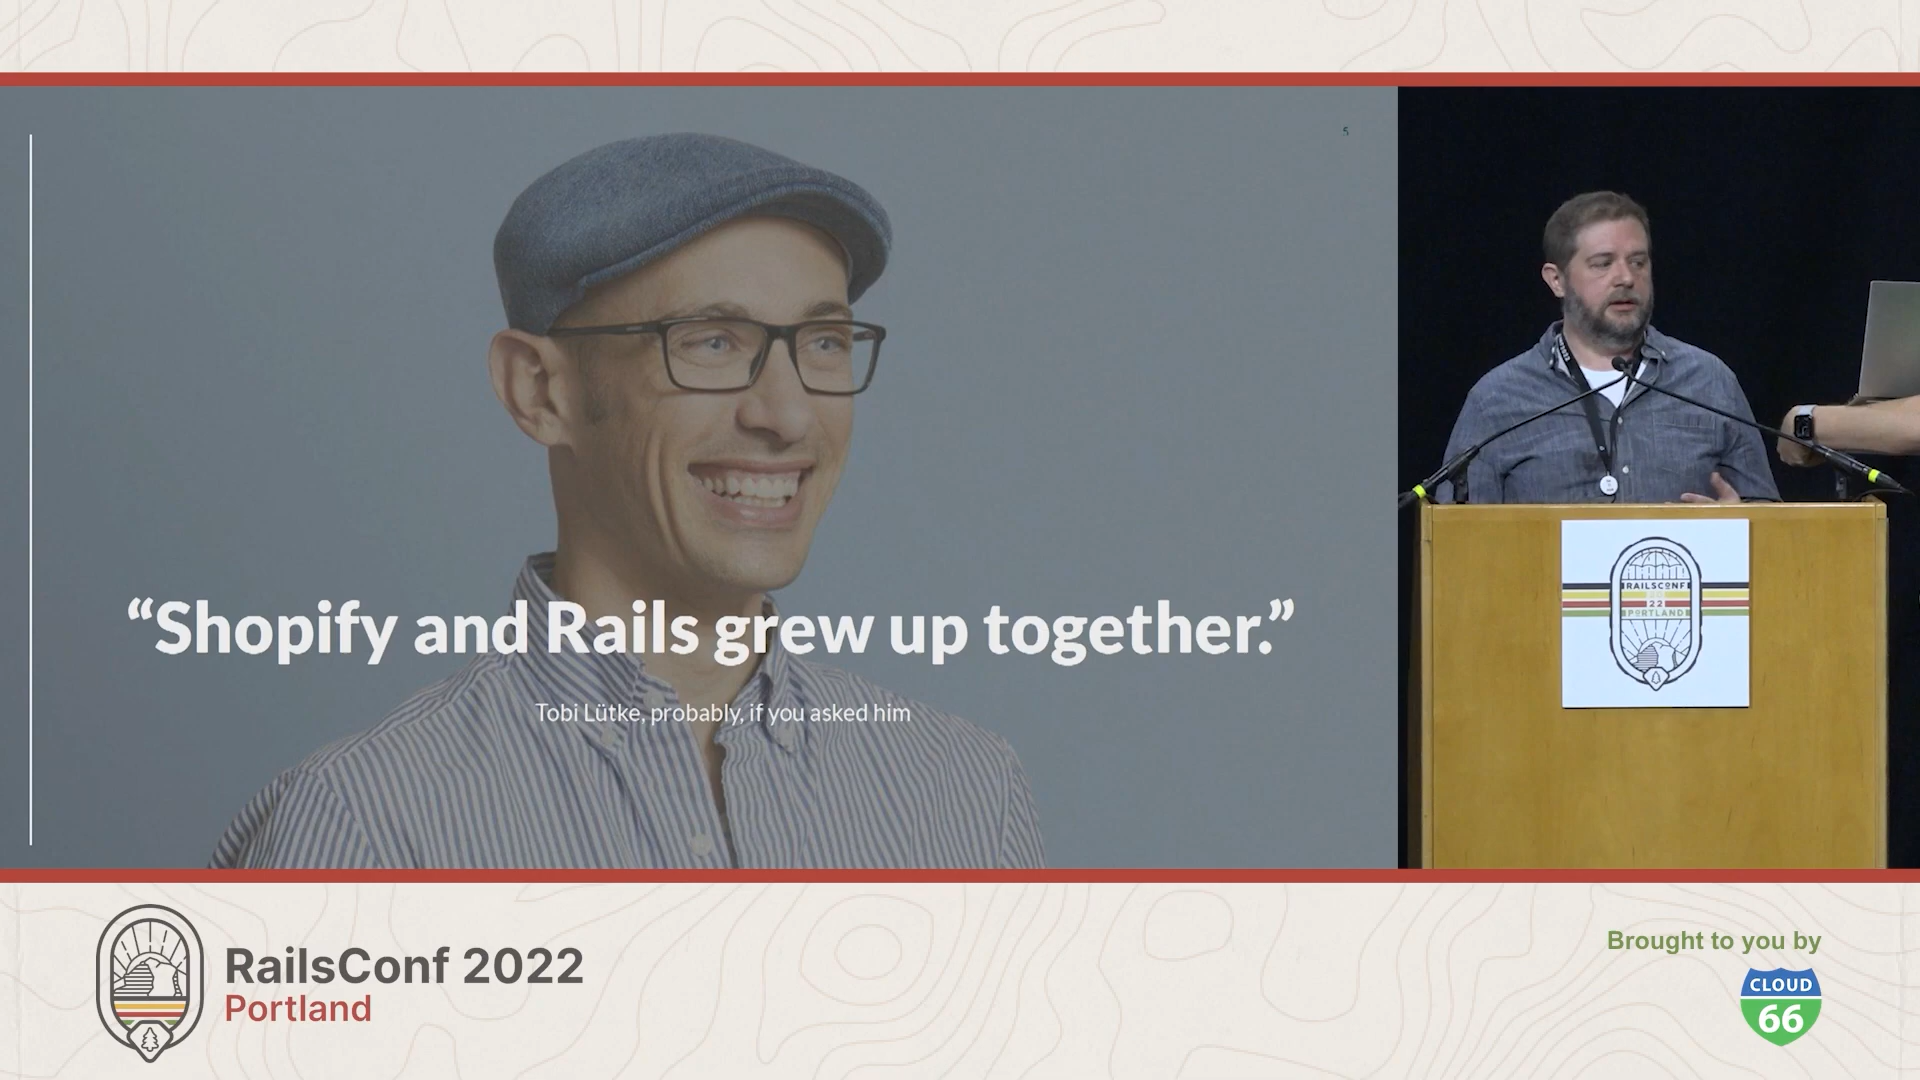 5
“Shopify and Rails grew up together.”
Tobi Lütke, probably, if you asked him
RAILSCONF
22
PORTLAND
RailsConf 2022
Portland
Brought to you by
CLOUD
66